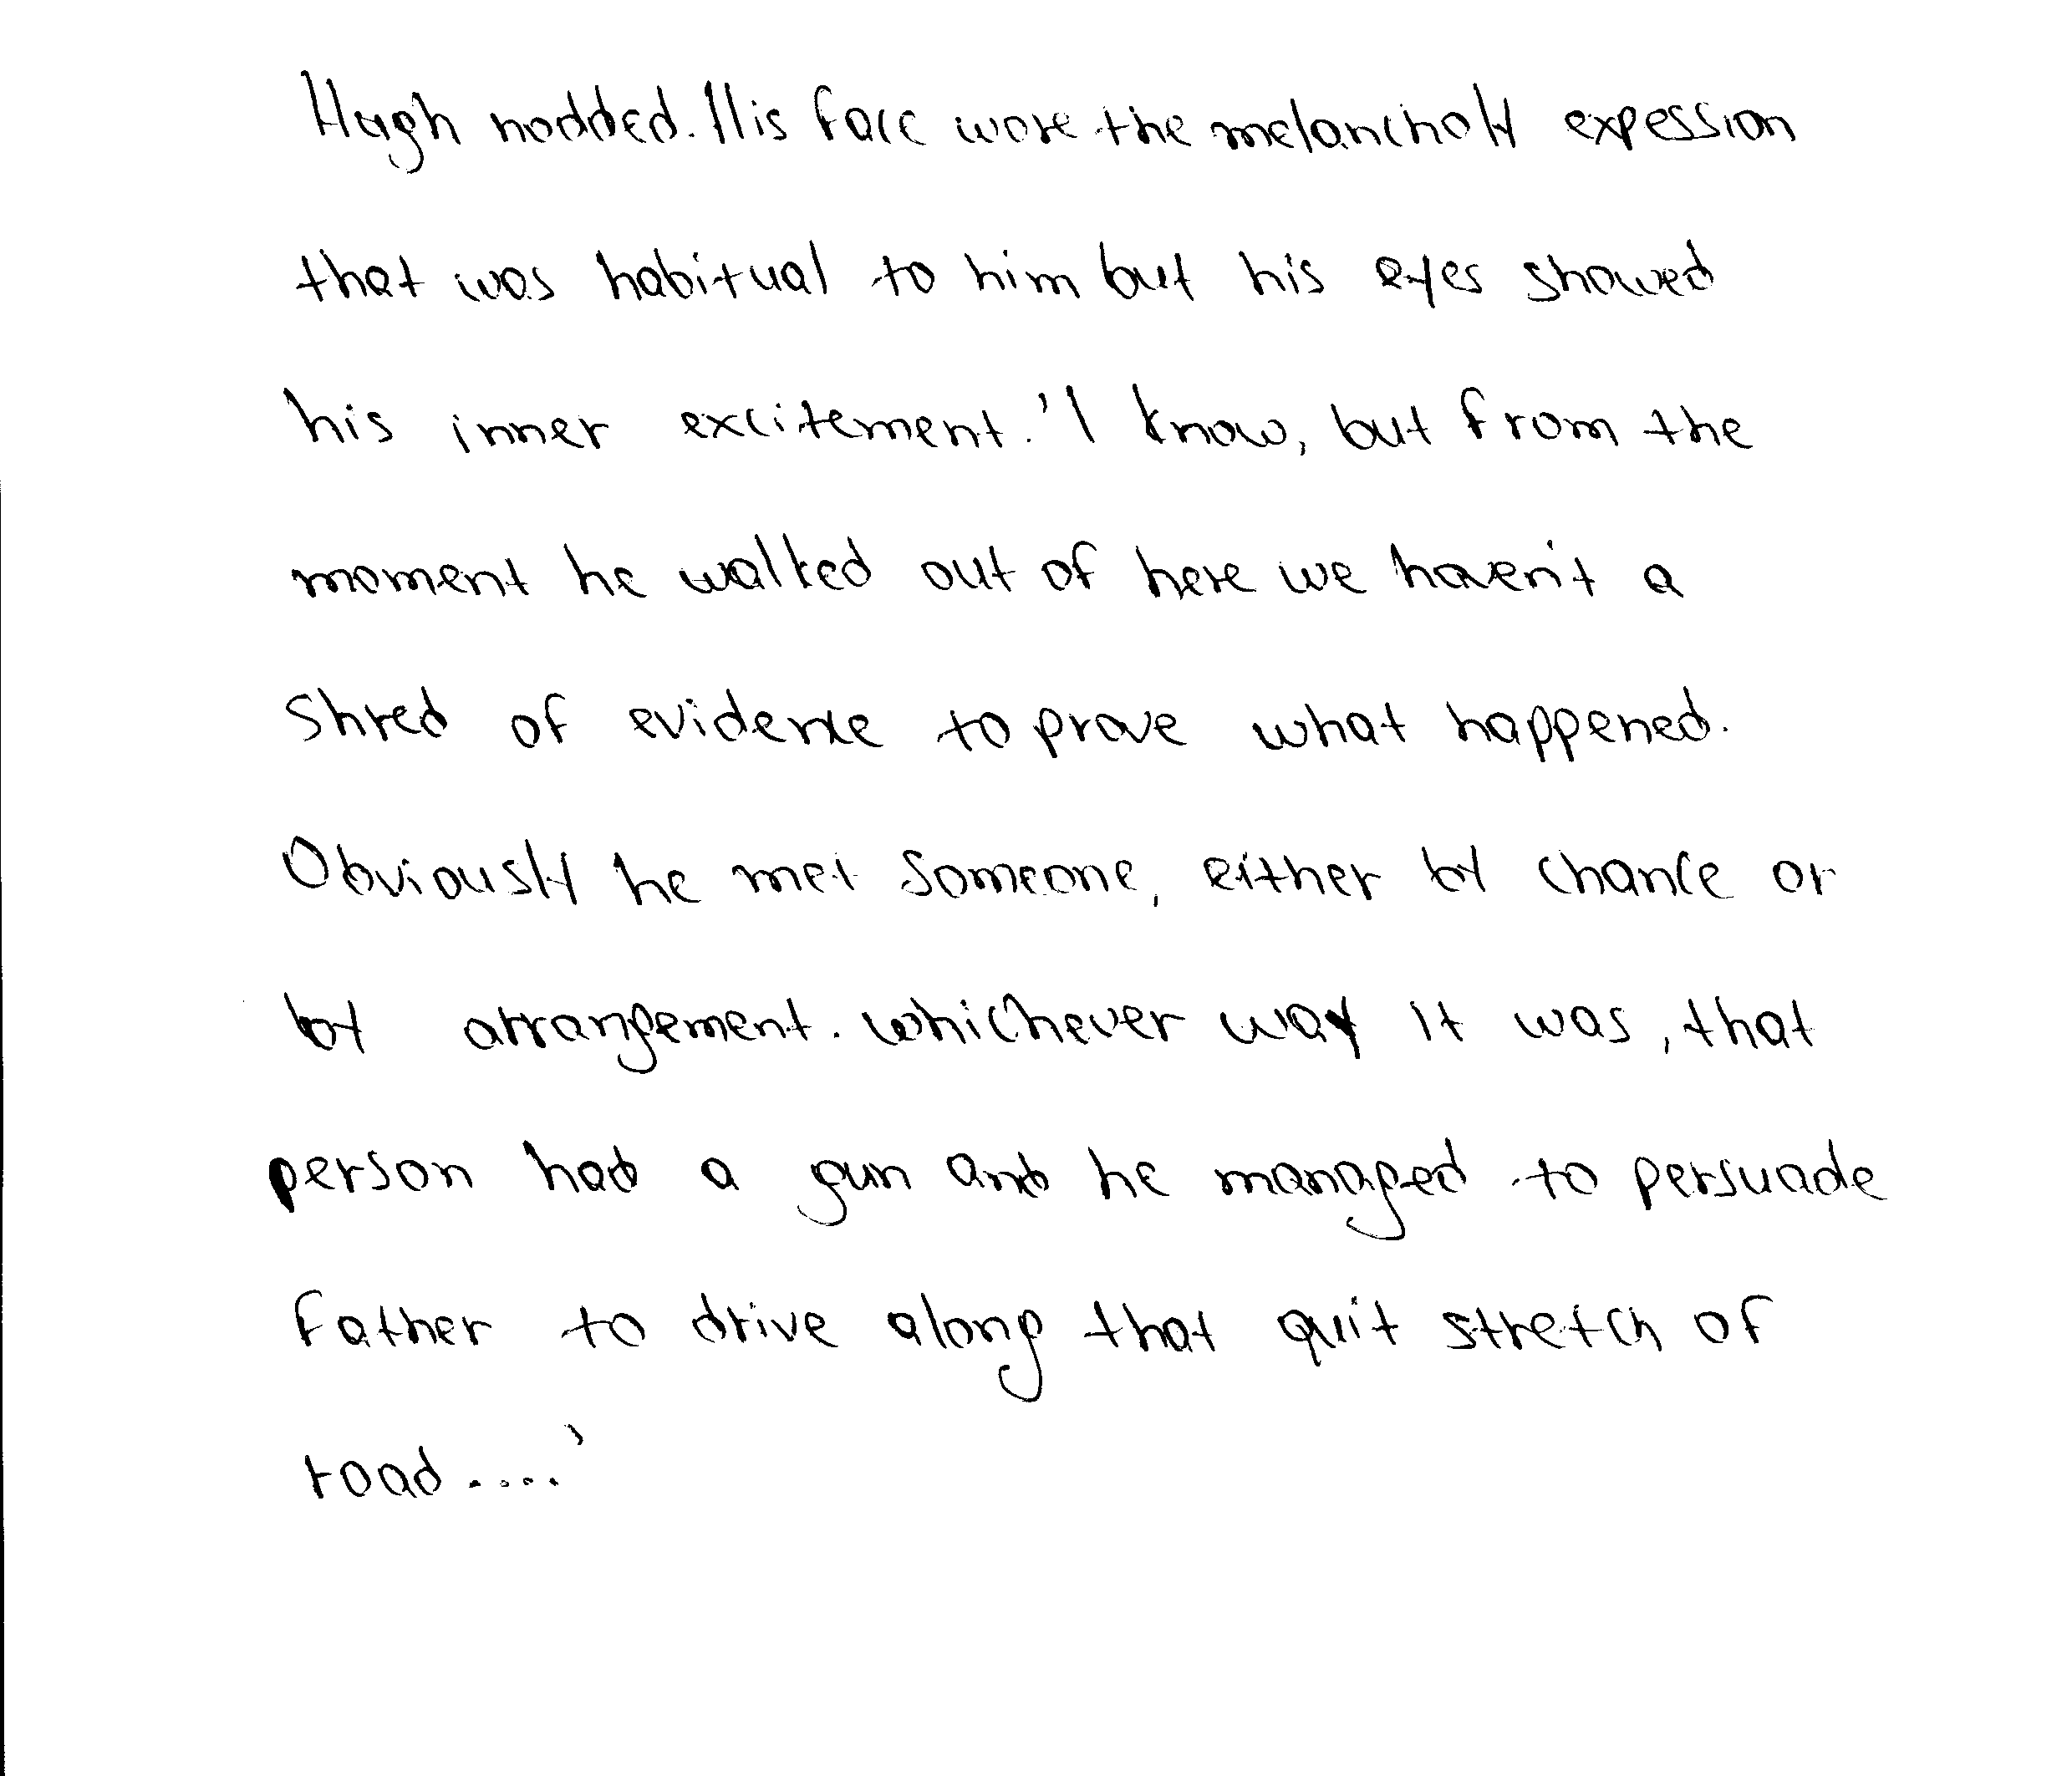 Hugh nodded. His face wore the melancholy expession
that was habitual to him but his eyes showed
his inner excitement. 'I know, but from the
moment he walked out of here we haven't a
shred of evidence to prove what happened.
Obviously he met someone, either by chance or
by arrangement. whichever way it was, that
person had a gun and he managed to persuade
father to drive along that quit stretch of
road ....'